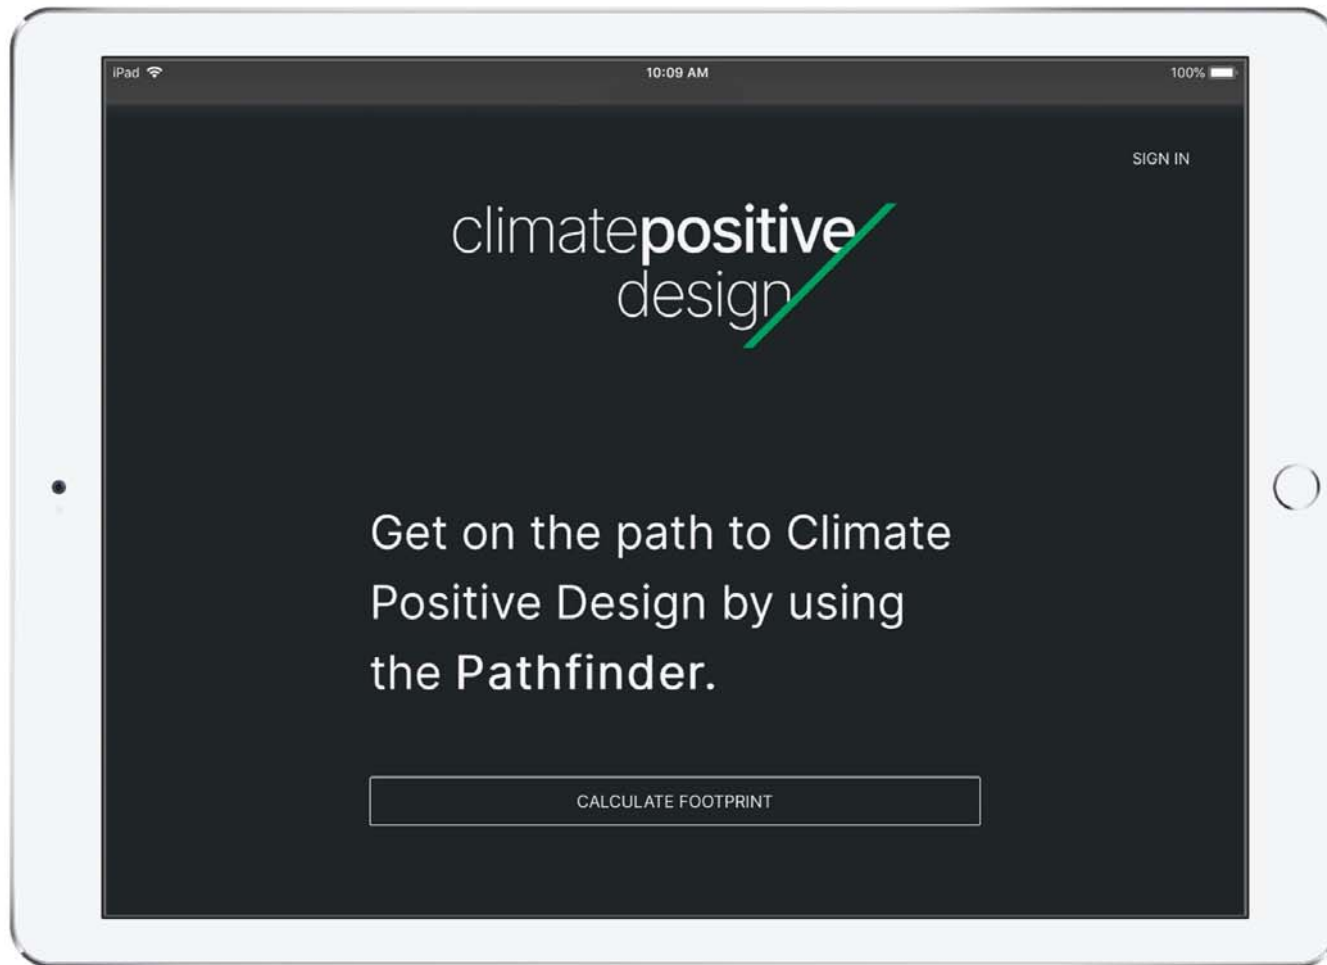 iPad 10:09 AM 100%
SIGN IN
climatepositive
design
Get on the path to Climate
Positive Design by using
the Pathfinder.
CALCULATE FOOTPRINT